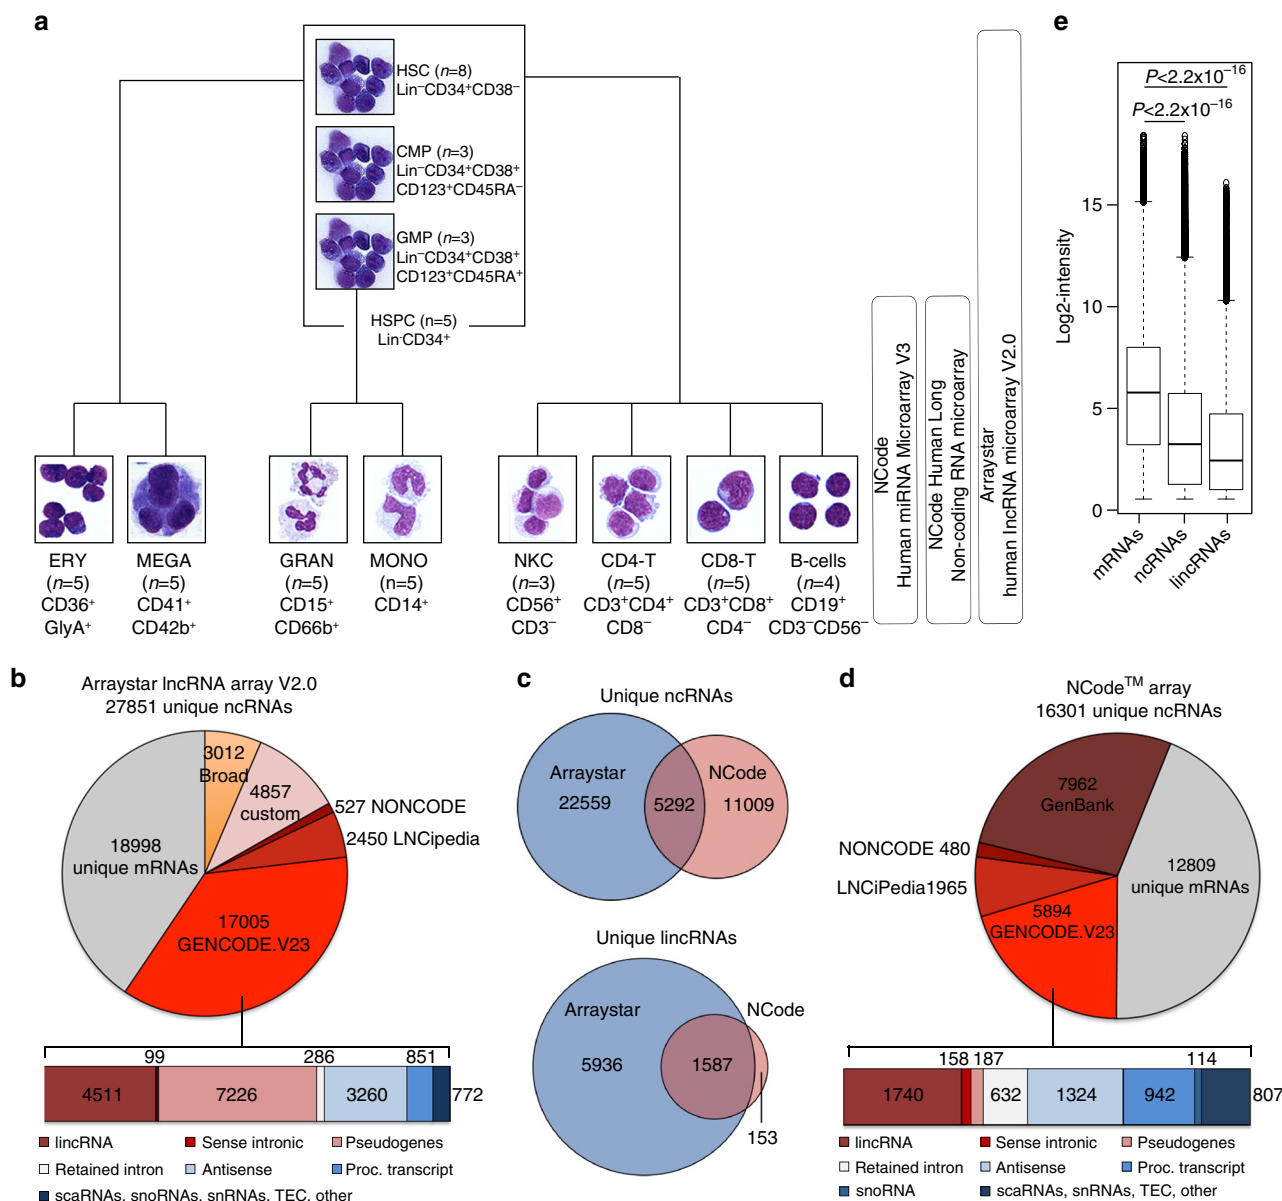 a
HSC (n=8)
Lin⁻CD34⁺CD38⁻
CMP (n=3)
Lin⁻CD34⁺CD38⁺
CD123⁺CD45RA⁻
GMP (n=3)
Lin⁻CD34⁺CD38⁺
CD123⁺CD45RA⁺
HSPC (n=5)
Lin⁻CD34⁺
ERY
(n=5)
CD36⁺
GlyA⁺
MEGA
(n=5)
CD41⁺
CD42b⁺
GRAN
(n=5)
CD15⁺
CD66b⁺
MONO
(n=5)
CD14⁺
NKC
(n=3)
CD56⁺
CD3⁻
CD4-T
(n=5)
CD3⁺CD4⁺
CD8⁻
CD8-T
(n=5)
CD3⁺CD8⁺
CD4⁻
B-cells
(n=4)
CD19⁺
CD3⁻CD56⁻
NCode
Human miRNA Microarray V3
NCode Human Long
Non-coding RNA microarray
Arraystar
human lncRNA microarray V2.0
e
P<2.2x10⁻¹⁶
P<2.2x10⁻¹⁶
Log2-intensity
15
10
5
0
mRNAs
ncRNAs
lincRNAs
b
Arraystar lncRNA array V2.0
27851 unique ncRNAs
3012
Broad
4857
custom
527 NONCODE
2450 LNCipedia
18998
unique mRNAs
17005
GENCODE.V23
99
286
851
4511
7226
3260
772
lincRNA
Sense intronic
Pseudogenes
Retained intron
Antisense
Proc. transcript
scaRNAs, snoRNAs, snRNAs, TEC, other
c
Unique ncRNAs
Arraystar
22559
5292
NCode
11009
Unique lincRNAs
Arraystar
5936
1587
NCode
153
d
NCode™ array
16301 unique ncRNAs
7962
GenBank
NONCODE 480
LNCiPedia1965
12809
unique mRNAs
5894
GENCODE.V23
158
187
114
1740
632
1324
942
807
lincRNA
Sense intronic
Pseudogenes
Retained intron
Antisense
Proc. transcript
snoRNA
scaRNAs, snRNAs, TEC, other